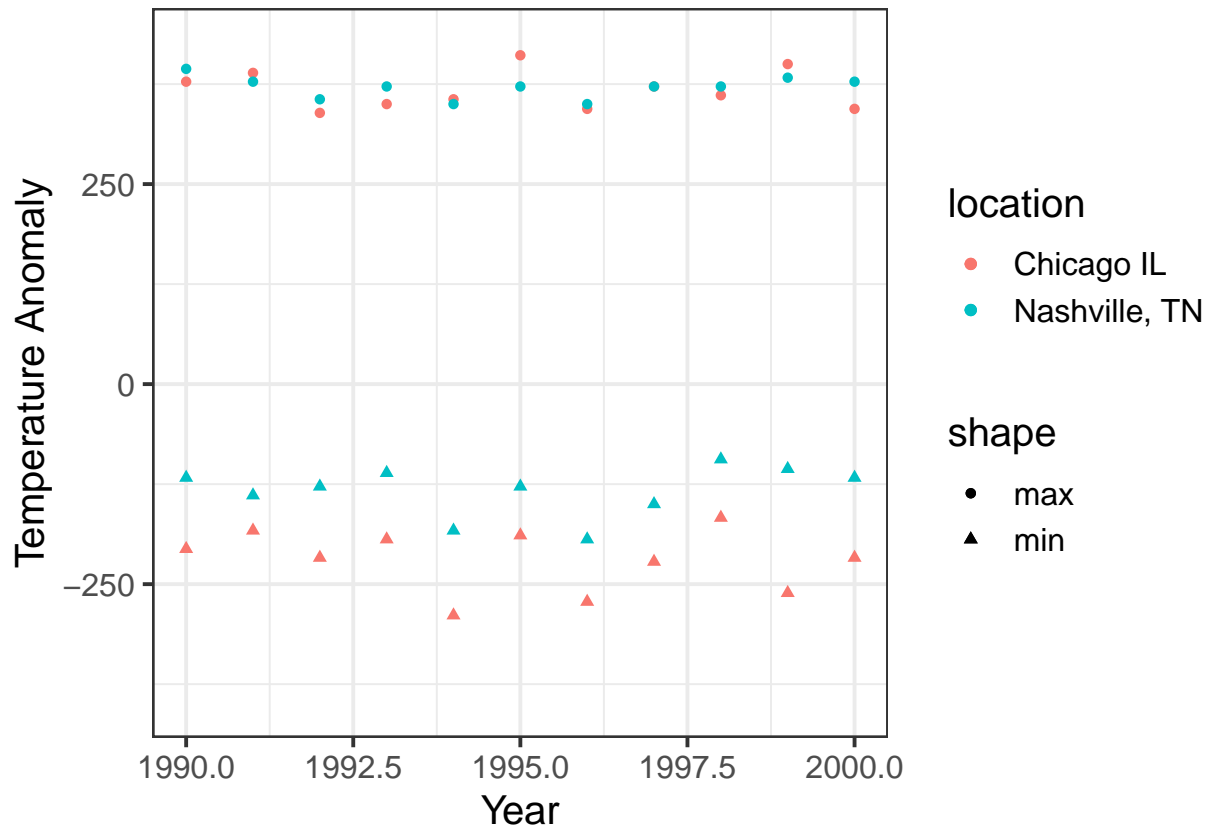 Temperature Anomaly
250
0
−250
1990.0
1992.5
1995.0
1997.5
2000.0
Year
location
Chicago IL
Nashville, TN
shape
max
min